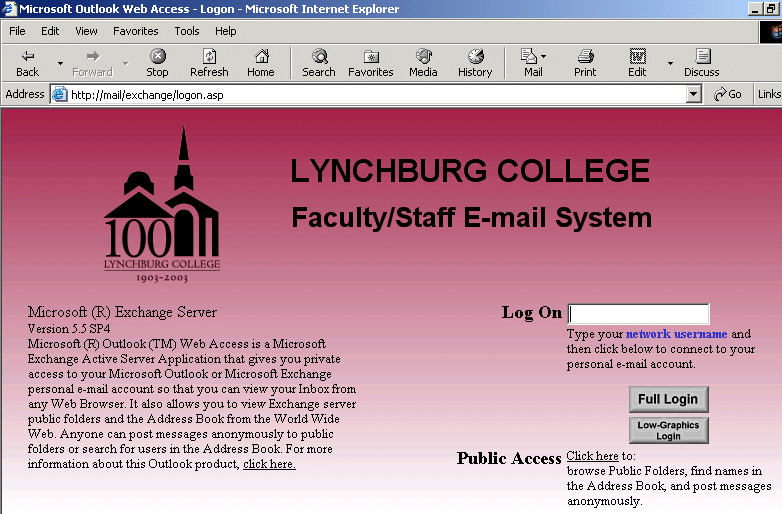 Microsoft Outlook Web Access - Logon - Microsoft Internet Explorer
File Edit View Favorites Tools Help
Back Forward Stop Refresh Home Search Favorites Media History Mail Print Edit Discuss
Address http://mail/exchange/logon.asp Go Links
LYNCHBURG COLLEGE
Faculty/Staff E-mail System
100
LYNCHBURG COLLEGE
1903-2003
Microsoft (R) Exchange Server
Version 5.5 SP4
Microsoft (R) Outlook (TM) Web Access is a Microsoft
Exchange Active Server Application that gives you private
access to your Microsoft Outlook or Microsoft Exchange
personal e-mail account so that you can view your Inbox from
any Web Browser. It also allows you to view Exchange server
public folders and the Address Book from the World Wide
Web. Anyone can post messages anonymously to public
folders or search for users in the Address Book. For more
information about this Outlook product, click here.
Log On
Type your network username and
then click below to connect to your
personal e-mail account.
Full Login
Low-Graphics
Login
Public Access
Click here to:
browse Public Folders, find names in
the Address Book, and post messages
anonymously.